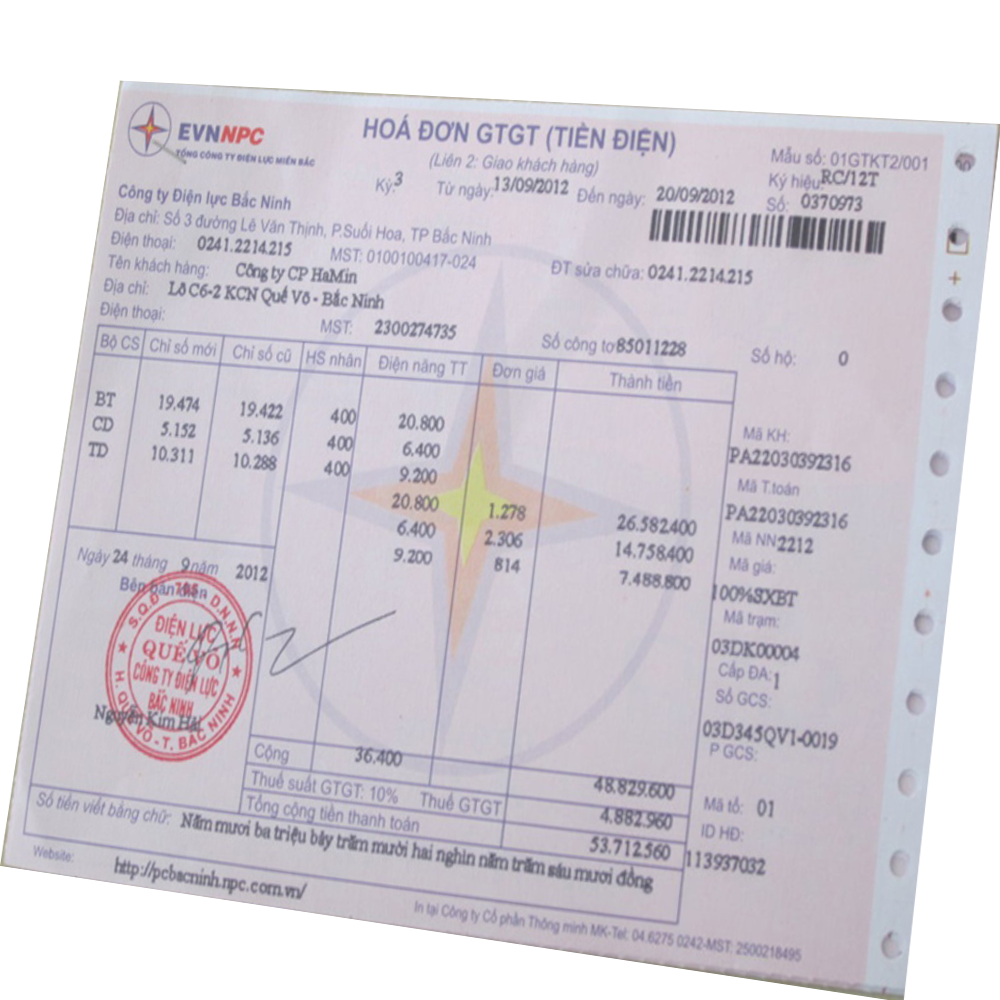 EVNNPC
TỔNG CÔNG TY ĐIỆN LỰC MIỀN BẮC
HOÁ ĐƠN GTGT (TIỀN ĐIỆN)
(Liên 2: Giao khách hàng)
Kỳ: 3 Từ ngày: 13/09/2012 Đến ngày: 20/09/2012
Mẫu số: 01GTKT2/001
Ký hiệu: RC/12T
Số: 0370973
Công ty Điện lực Bắc Ninh
Địa chỉ: Số 3 đường Lê Văn Thịnh, P.Suối Hoa, TP Bắc Ninh
Điện thoại: 0241.2214.215 MST: 0100100417-024 ĐT sửa chữa: 0241.2214.215
Tên khách hàng: Công ty CP HaMin
Địa chỉ: Lô C6-2 KCN Quế Võ - Bắc Ninh
Điện thoại: MST: 2300274735 Số công tơ 85011228 Số hộ: 0
Bộ CS Chỉ số mới Chỉ số cũ HS nhân Điện năng TT Đơn giá Thành tiền
BT 19.474 19.422 400 20.800
CD 5.152 5.136 400 6.400
TD 10.311 10.288 400 9.200
20.800 1.278 26.582.400
6.400 2.306 14.758.400
9.200 814 7.488.800
Mã KH:
PA22030392316
Mã T.toán
PA22030392316
Mã NN2212
Mã giá:
100%SXBT
Mã trạm:
03DK00004
Cấp ĐA: 1
Số GCS:
03D345QV1-0019
P GCS:
Mã tổ: 01
ID HĐ:
113937032
Ngày 24 tháng 9 năm 2012
Bên bán điện
ĐIỆN LỰC
QUẾ VÕ
CÔNG TY ĐIỆN LỰC
BẮC NINH
H. QUẾ VÕ - T. BẮC NINH
Nguyễn Kim Hải
Cộng 36.400 48.829.600
Thuế suất GTGT: 10% Thuế GTGT 4.882.960
Tổng cộng tiền thanh toán 53.712.560
Số tiền viết bằng chữ: Năm mươi ba triệu bảy trăm mười hai nghìn năm trăm sáu mươi đồng
Website: http://pcbacninh.npc.com.vn/
In tại Công ty Cổ phần Thông minh MK-Tel: 04.6275 0242-MST: 2500218495